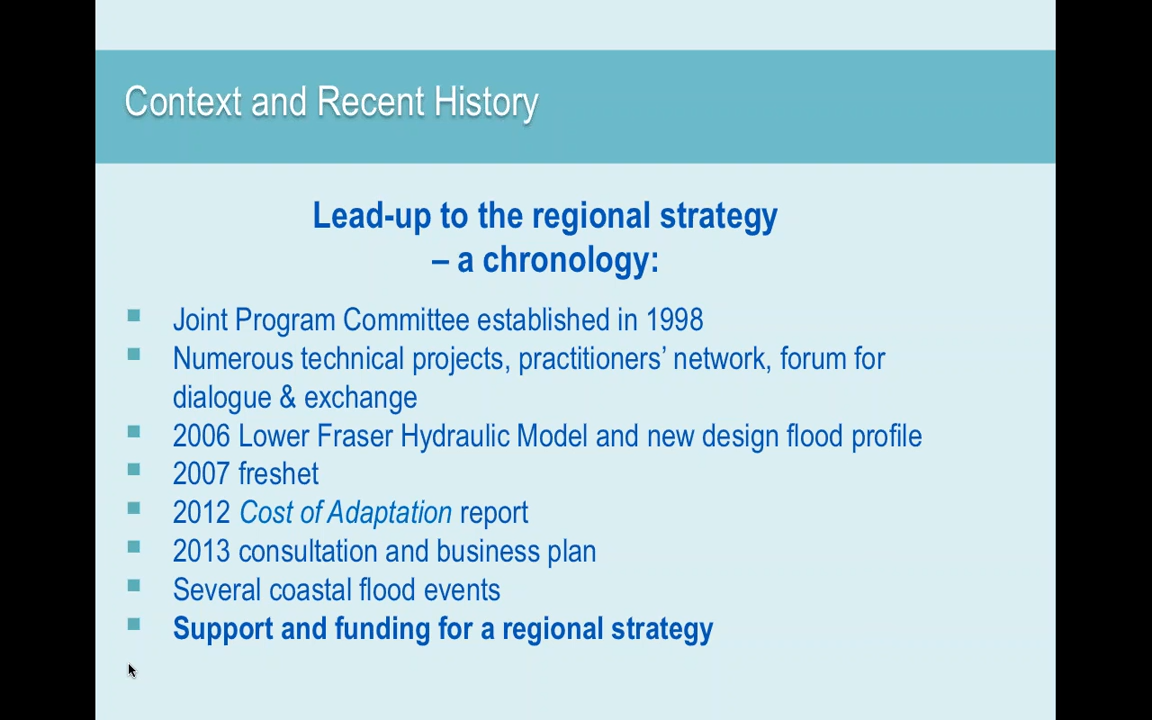 Context and Recent History
Lead-up to the regional strategy
– a chronology:
Joint Program Committee established in 1998
Numerous technical projects, practitioners’ network, forum for
dialogue & exchange
2006 Lower Fraser Hydraulic Model and new design flood profile
2007 freshet
2012 Cost of Adaptation report
2013 consultation and business plan
Several coastal flood events
Support and funding for a regional strategy